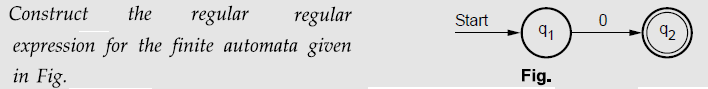 Construct the regular regular
expression for the finite automata given
in Fig.
Start
q1
0
q2
Fig.